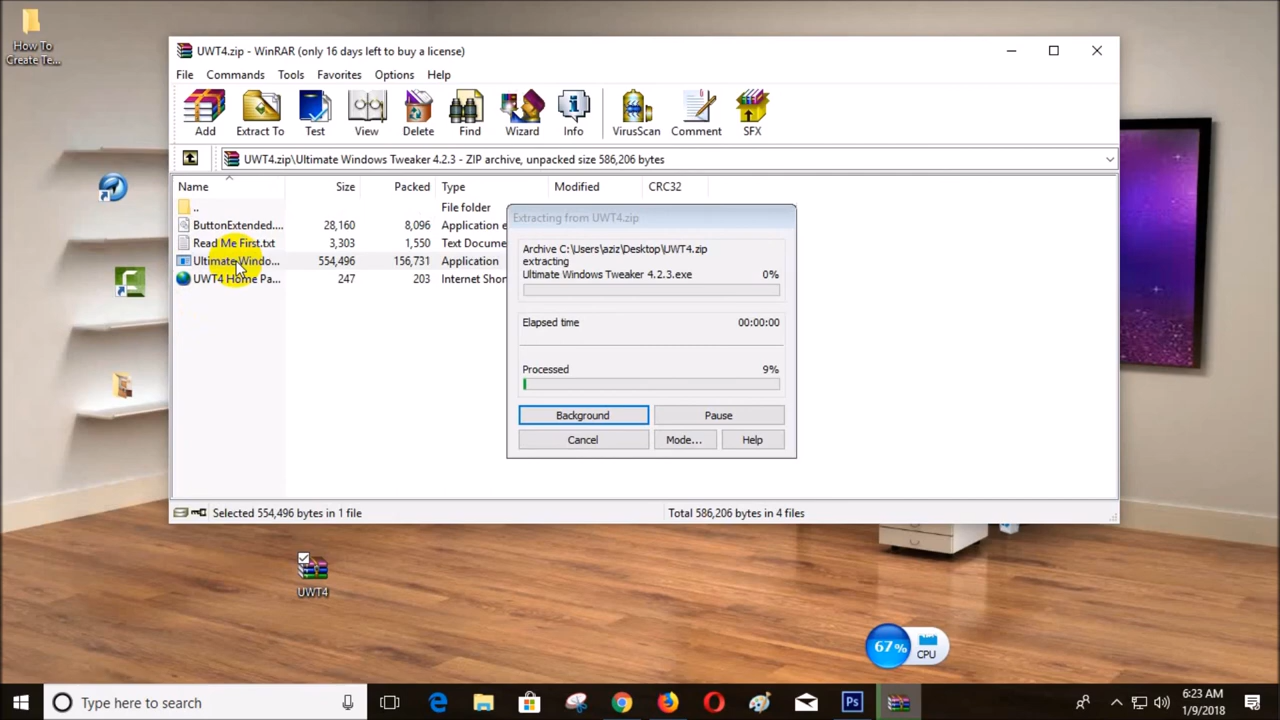 How To
Create Te...
UWT4.zip - WinRAR (only 16 days left to buy a license)
File Commands Tools Favorites Options Help
Add Extract To Test View Delete Find Wizard Info VirusScan Comment SFX
UWT4.zip\Ultimate Windows Tweaker 4.2.3 - ZIP archive, unpacked size 586,206 bytes
Name Size Packed Type Modified CRC32
.. File folder
ButtonExtended.... 28,160 8,096 Application e
Read Me First.txt 3,303 1,550 Text Docume
Ultimate Windo... 554,496 156,731 Application
UWT4 Home Pa... 247 203 Internet Shor
Extracting from UWT4.zip
Archive C:\Users\aziz\Desktop\UWT4.zip
extracting
Ultimate Windows Tweaker 4.2.3.exe 0%
Elapsed time 00:00:00
Processed 9%
Background Pause
Cancel Mode... Help
Selected 554,496 bytes in 1 file Total 586,206 bytes in 4 files
UWT4
67% CPU
Type here to search
6:23 AM
1/9/2018